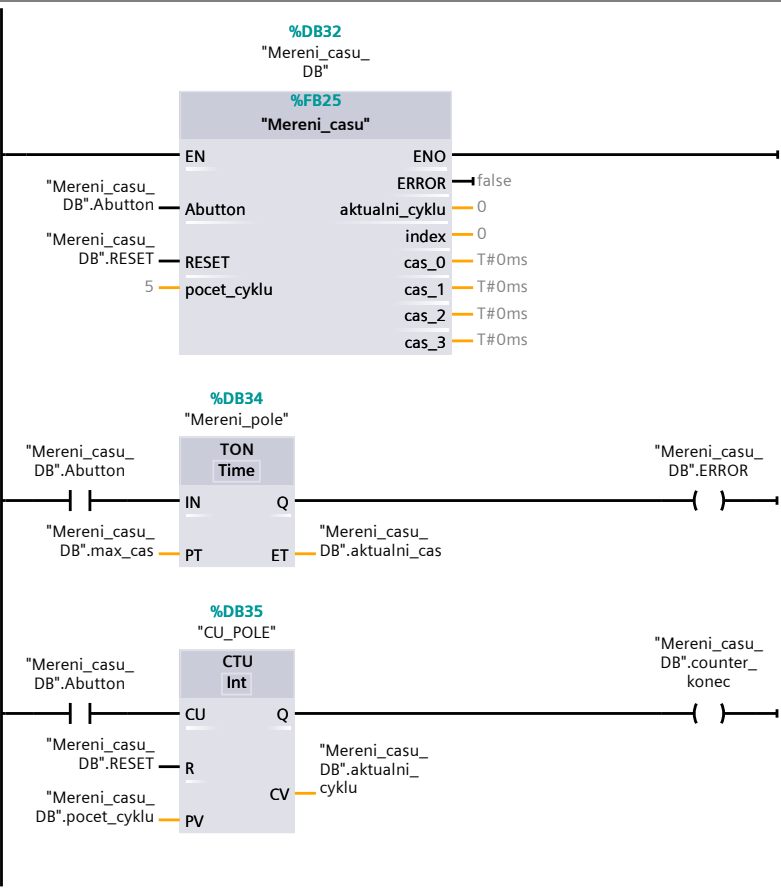 %DB32
"Mereni_casu_
DB"
%FB25
"Mereni_casu"
EN ENO
ERROR false
"Mereni_casu_
DB".Abutton Abutton aktualni_cyklu 0
index 0
"Mereni_casu_
DB".RESET RESET cas_0 T#0ms
5 pocet_cyklu cas_1 T#0ms
cas_2 T#0ms
cas_3 T#0ms
%DB34
"Mereni_pole"
"Mereni_casu_
DB".Abutton
TON
Time
"Mereni_casu_
DB".ERROR
IN Q
"Mereni_casu_
DB".max_cas PT
ET "Mereni_casu_
DB".aktualni_cas
%DB35
"CU_POLE"
"Mereni_casu_
DB".Abutton
CTU
Int
"Mereni_casu_
DB".counter_
konec
CU Q
"Mereni_casu_
DB".RESET R
CV "Mereni_casu_
DB".aktualni_
cyklu
"Mereni_casu_
DB".pocet_cyklu PV